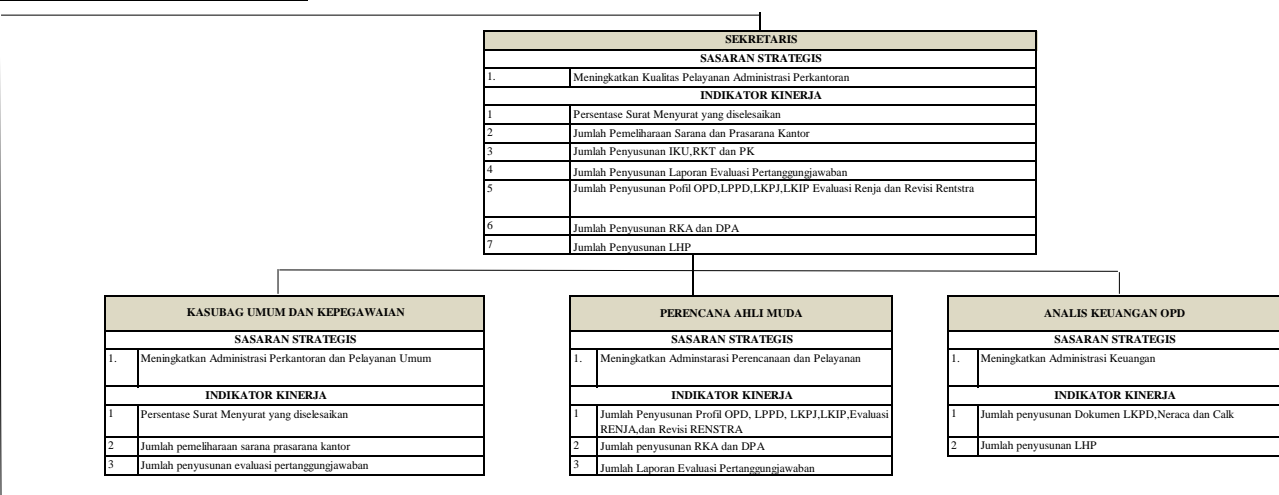 SEKRETARIS
SASARAN STRATEGIS
1. Meningkatkan Kualitas Pelayanan Administrasi Perkantoran
INDIKATOR KINERJA
1 Persentase Surat Menyurat yang diselesaikan
2 Jumlah Pemeliharaan Sarana dan Prasarana Kantor
3 Jumlah Penyusunan IKU,RKT dan PK
4 Jumlah Penyusunan Laporan Evaluasi Pertanggungjawaban
5 Jumlah Penyusunan Pofil OPD,LPPD,LKPJ,LKIP Evaluasi Renja dan Revisi Rentstra
6 Jumlah Penyusunan RKA dan DPA
7 Jumlah Penyusunan LHP
KASUBAG UMUM DAN KEPEGAWAIAN
SASARAN STRATEGIS
1. Meningkatkan Administrasi Perkantoran dan Pelayanan Umum
INDIKATOR KINERJA
1 Persentase Surat Menyurat yang diselesaikan
2 Jumlah pemeliharaan sarana prasarana kantor
3 Jumlah penyusunan evaluasi pertanggungjawaban
PERENCANA AHLI MUDA
SASARAN STRATEGIS
1. Meningkatkan Adminstarasi Perencanaan dan Pelayanan
INDIKATOR KINERJA
1 Jumlah Penyusunan Profil OPD, LPPD, LKPJ,LKIP,Evaluasi
RENJA,dan Revisi RENSTRA
2 Jumlah penyusunan RKA dan DPA
3 Jumlah Laporan Evaluasi Pertanggungjawaban
ANALIS KEUANGAN OPD
SASARAN STRATEGIS
1. Meningkatkan Administrasi Keuangan
INDIKATOR KINERJA
1 Jumlah penyusunan Dokumen LKPD,Neraca dan Calk
2 Jumlah penyusunan LHP